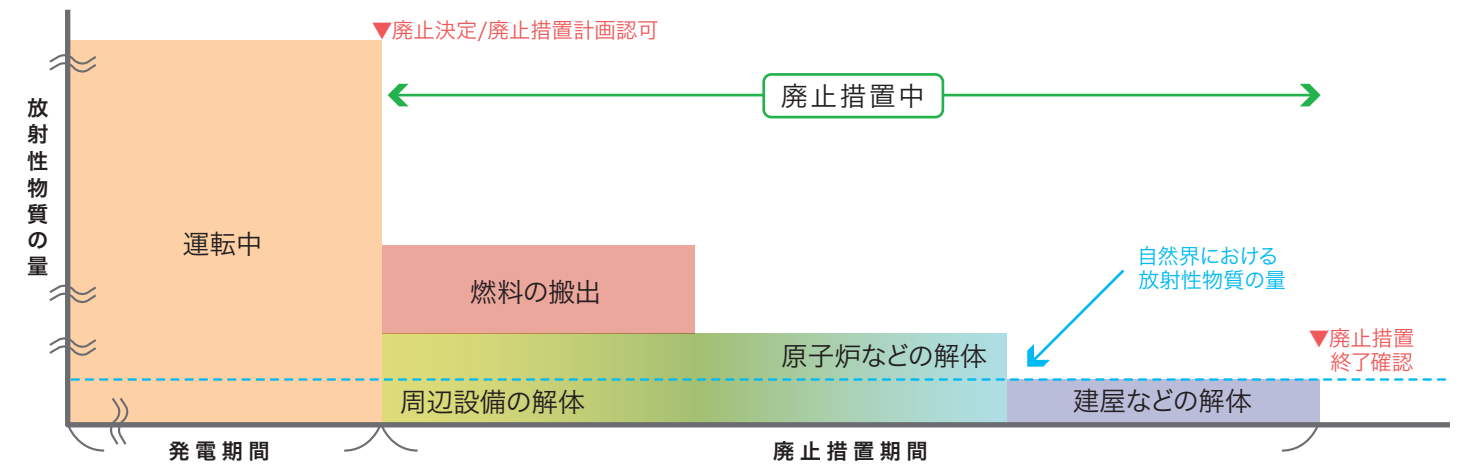 ▼廃止決定/廃止措置計画認可
廃止措置中
放射性物質の量
運転中
自然界における
放射性物質の量
燃料の搬出
▼廃止措置
終了確認
原子炉などの解体
周辺設備の解体
建屋などの解体
発電期間
廃止措置期間